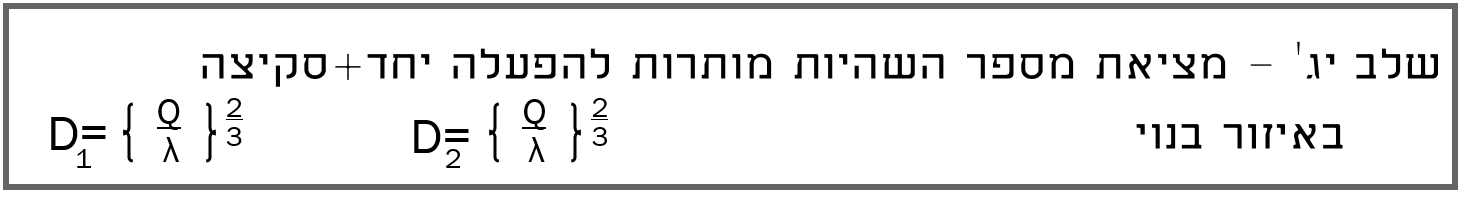 שלב יג' – מציאת מספר השהיות מותרות להפעלה יחד+סקיצה
באיזור בנוי D₁= { Q/λ }^2/3 D₂= { Q/λ }^2/3